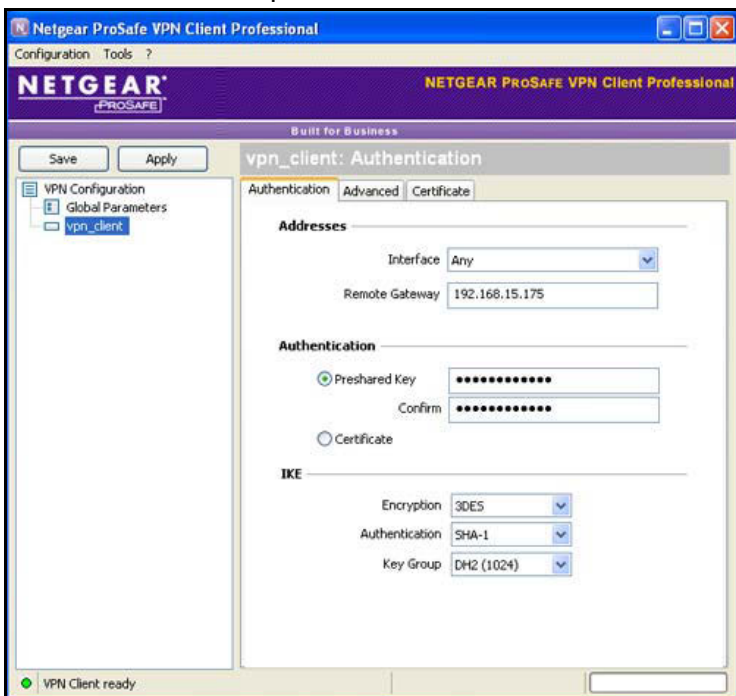 Netgear ProSafe VPN Client Professional
Configuration Tools ?
NETGEAR®
PROSAFE
NETGEAR PROSAFE VPN Client Professional
Built for Business
Save Apply
vpn_client: Authentication
VPN Configuration
Global Parameters
vpn_client
Authentication Advanced Certificate
Addresses
Interface Any
Remote Gateway 192.168.15.175
Authentication
Preshared Key ••••••••••••
Confirm ••••••••••••
Certificate
IKE
Encryption 3DES
Authentication SHA-1
Key Group DH2 (1024)
VPN Client ready